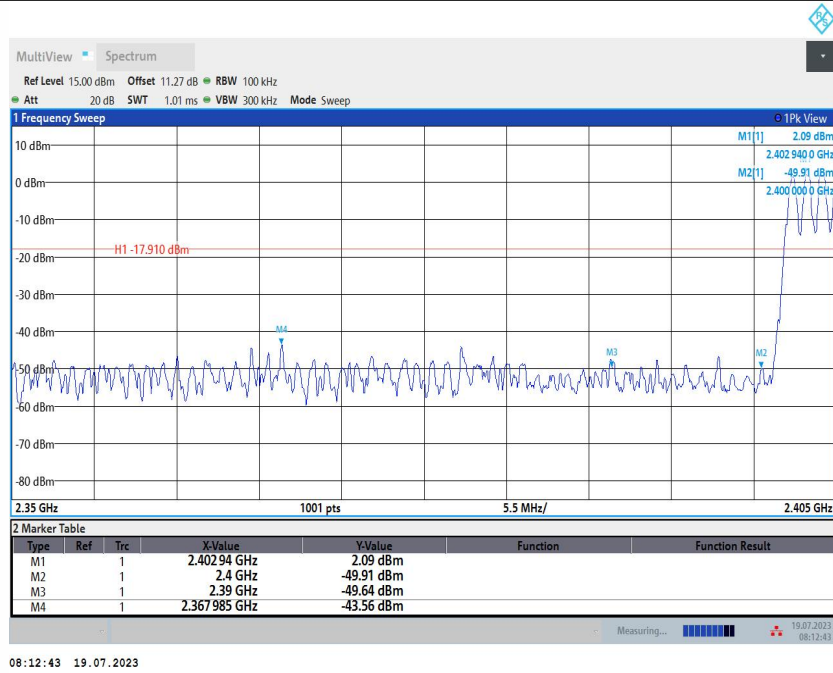 R&S
MultiView Spectrum
Ref Level 15.00 dBm Offset 11.27 dB RBW 100 kHz
Att 20 dB SWT 1.01 ms VBW 300 kHz Mode Sweep
1 Frequency Sweep 1Pk View
M1[1] 2.09 dBm
2.402 940 0 GHz
M2[1] -49.91 dBm
2.400 000 0 GHz
10 dBm
0 dBm
-10 dBm
H1 -17.910 dBm
-20 dBm
-30 dBm
-40 dBm
M4
M3
M2
-50 dBm
-60 dBm
-70 dBm
-80 dBm
2.35 GHz 1001 pts 5.5 MHz/ 2.405 GHz
2 Marker Table
Type Ref Trc X-Value Y-Value Function Function Result
M1 1 2.402 94 GHz 2.09 dBm
M2 1 2.4 GHz -49.91 dBm
M3 1 2.39 GHz -49.64 dBm
M4 1 2.367 985 GHz -43.56 dBm
Measuring... 19.07.2023
08:12:43
08:12:43 19.07.2023